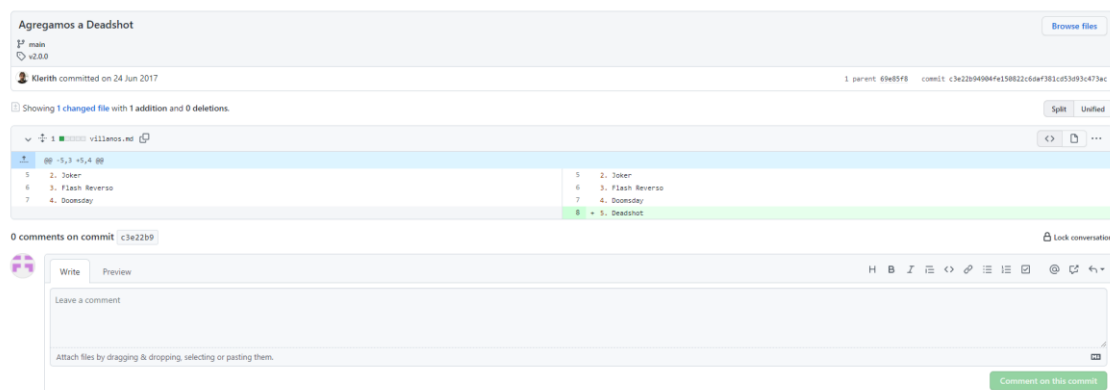 Agregamos a Deadshot
Browse files
main
v2.0.0
Klerith committed on 24 Jun 2017
1 parent 69e85f8 commit c3e22b94904fe150822c6daf381cd53d93c473ac
Showing 1 changed file with 1 addition and 0 deletions.
Split Unified
1 villanos.md
@@ -5,3 +5,4 @@
5 2. Joker 5 2. Joker
6 3. Flash Reverso 6 3. Flash Reverso
7 4. Doomsday 7 4. Doomsday
8 + 5. Deadshot
0 comments on commit c3e22b9
Lock conversation
Write Preview
Leave a comment
Attach files by dragging & dropping, selecting or pasting them.
Comment on this commit